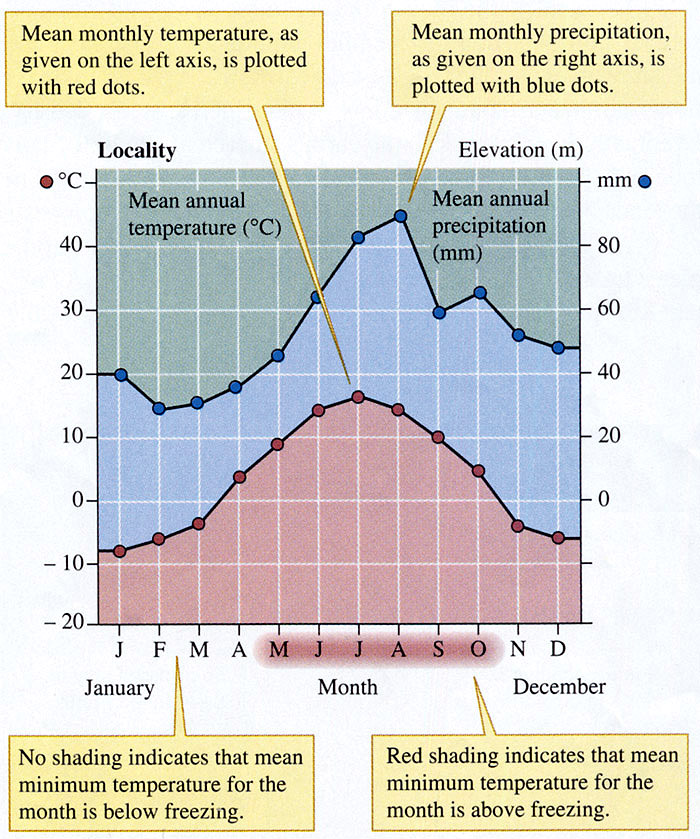 Mean monthly temperature, as
given on the left axis, is plotted
with red dots.
Mean monthly precipitation,
as given on the right axis, is
plotted with blue dots.
Locality
Elevation (m)
°C
mm
Mean annual
temperature (°C)
Mean annual
precipitation
(mm)
40
30
20
10
0
– 10
– 20
80
60
40
20
0
J F M A M J J A S O N D
January
Month
December
No shading indicates that mean
minimum temperature for the
month is below freezing.
Red shading indicates that mean
minimum temperature for the
month is above freezing.